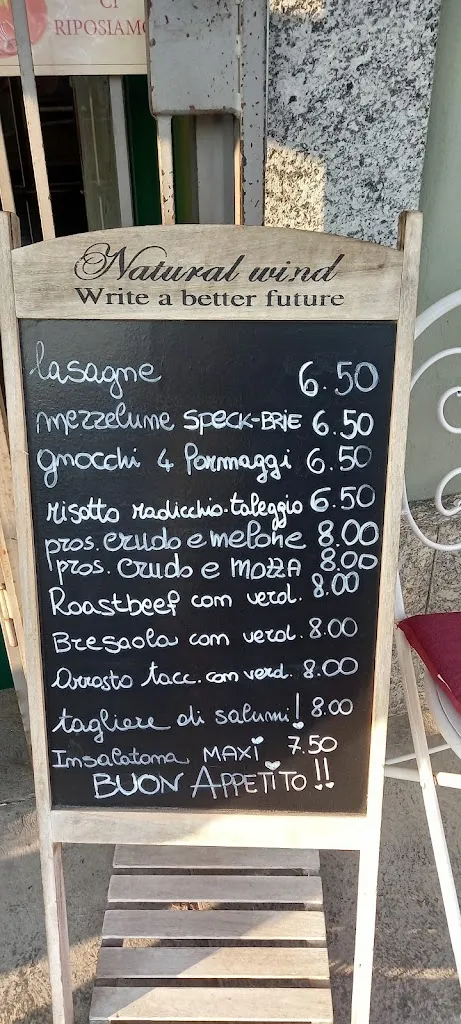 CI
RIPOSIAMO
Natural wind
Write a better future
lasagne 6.50
mezzelune SPECK-BRIE 6.50
gnocchi 4 formaggi 6.50
risotto radicchio-taleggio 6.50
pros. crudo e melone 8.00
pros. crudo e mozzA 8.00
Roastbeef con verd. 8.00
Bresaola con verd. 8.00
Arrosto tacc. con verd. 8.00
tagliere di salumi! 8.00
Insalatona MAXi 7.50
BUON APPETITO!!